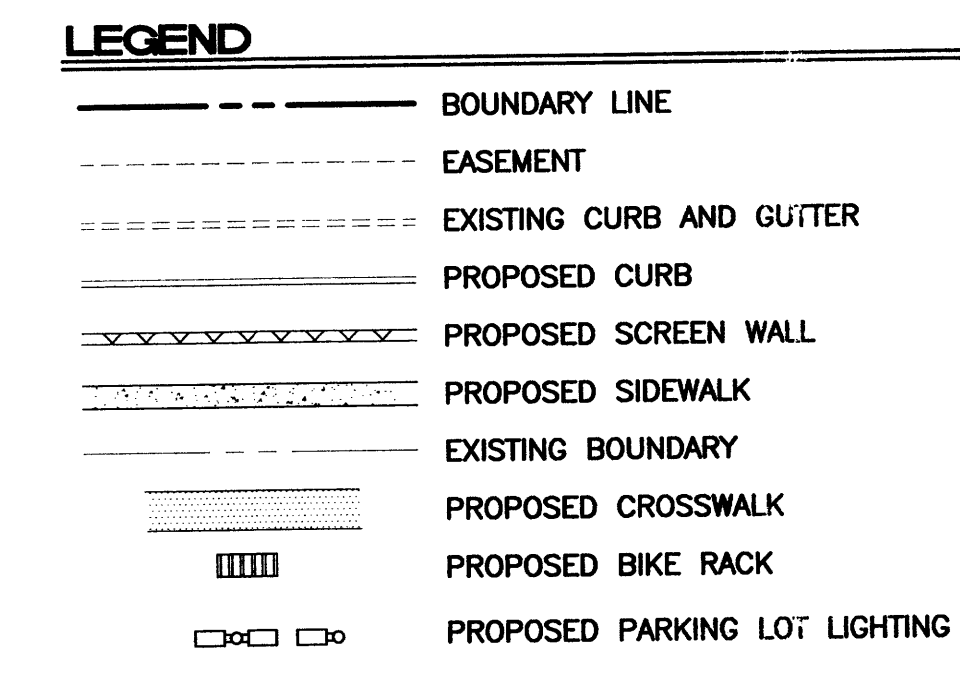 LEGEND
BOUNDARY LINE
EASEMENT
EXISTING CURB AND GUTTER
PROPOSED CURB
PROPOSED SCREEN WALL
PROPOSED SIDEWALK
EXISTING BOUNDARY
PROPOSED CROSSWALK
PROPOSED BIKE RACK
PROPOSED PARKING LOT LIGHTING